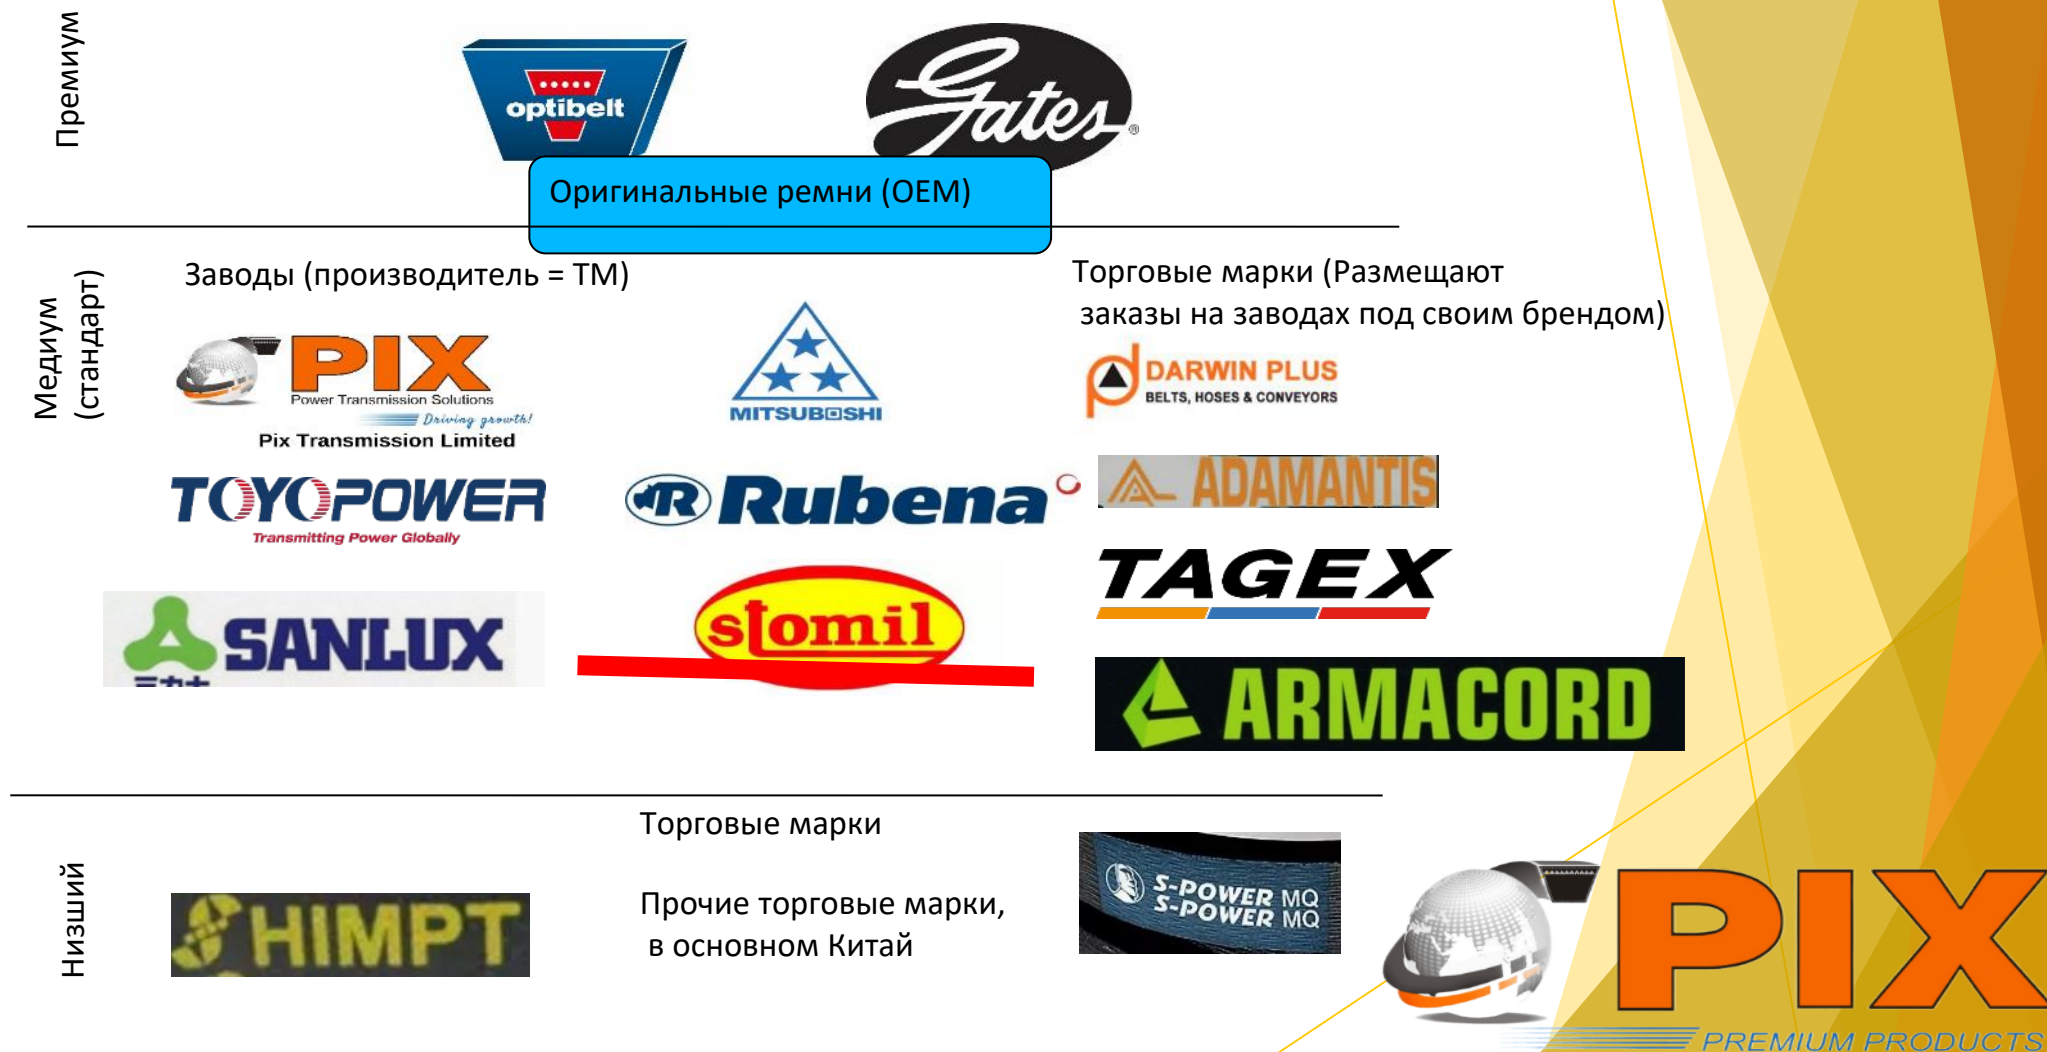 Премиум
optibelt
Gates
®
Оригинальные ремни (OEM)
Медиум
(стандарт)
Заводы (производитель = ТМ)
Торговые марки (Размещают
заказы на заводах под своим брендом)
PIX
Power Transmission Solutions
Driving growth!
Pix Transmission Limited
MITSUBOSHI
DARWIN PLUS
BELTS, HOSES & CONVEYORS
TOYOPOWER
Transmitting Power Globally
R Rubena
ADAMANTIS
TAGEX
SANLUX
stomil
ARMACORD
Низший
Торговые марки
Прочие торговые марки,
в основном Китай
SHIMPT
S-POWER MQ
S-POWER MQ
PIX
PREMIUM PRODUCTS